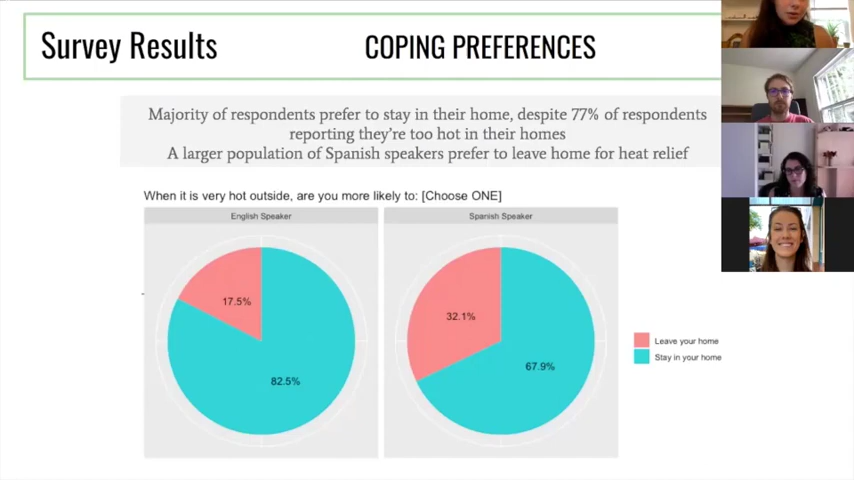 Survey Results
COPING PREFERENCES
Majority of respondents prefer to stay in their home, despite 77% of respondents
reporting they're too hot in their homes
A larger population of Spanish speakers prefer to leave home for heat relief
When it is very hot outside, are you more likely to: [Choose ONE]
English Speaker
Spanish Speaker
17.5%
82.5%
32.1%
67.9%
Leave your home
Stay in your home